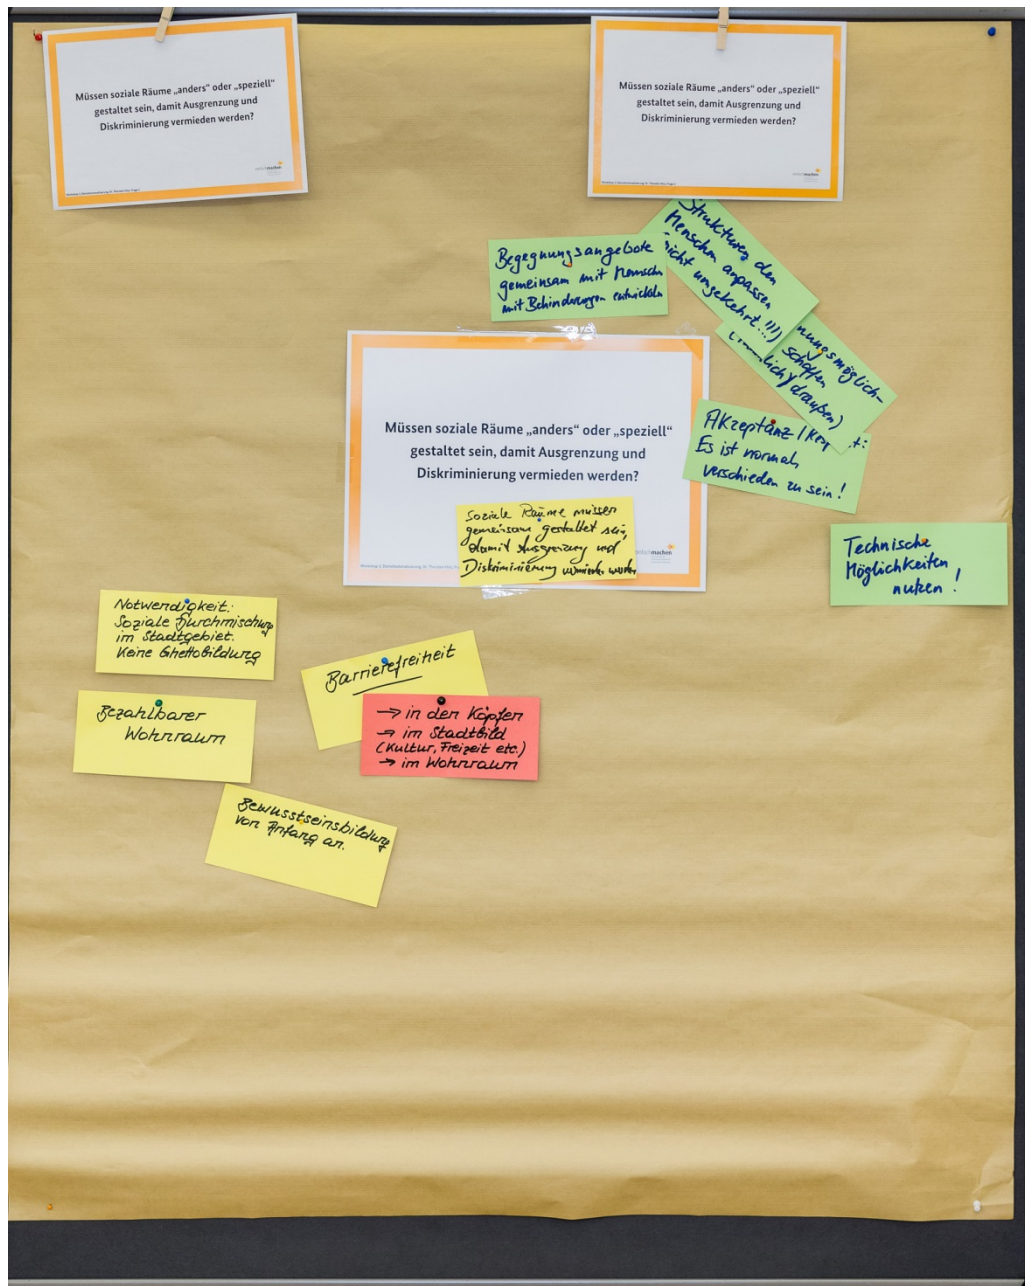 Müssen soziale Räume „anders“ oder „speziell“
gestaltet sein, damit Ausgrenzung und
Diskriminierung vermieden werden?
einfachmachen
Müssen soziale Räume „anders“ oder „speziell“
gestaltet sein, damit Ausgrenzung und
Diskriminierung vermieden werden?
einfachmachen
Begegnungsangebote
gemeinsam mit Menschen
mit Behinderungen entwickeln
Strukturen den
Menschen anpassen
(nicht umgekehrt!!!)
schaffen
draußen)
Akzeptanz /
Es ist normal,
verschieden zu sein!
Technische
Möglichkeiten
nutzen!
Müssen soziale Räume „anders“ oder „speziell“
gestaltet sein, damit Ausgrenzung und
Diskriminierung vermieden werden?
machen
Soziale Räume müssen
gemeinsam gestaltet sein,
damit Ausgrenzung und
Diskriminierung vermieden werden
Notwendigkeit:
Soziale Durchmischung
im Stadtgebiet.
Keine Ghettobildung
Bezahlbarer
Wohnraum
Barrierefreiheit
→ in den Köpfen
→ im Stadtbild
(Kultur, Freizeit etc.)
→ im Wohnraum
Bewusstseinsbildung
von Anfang an.